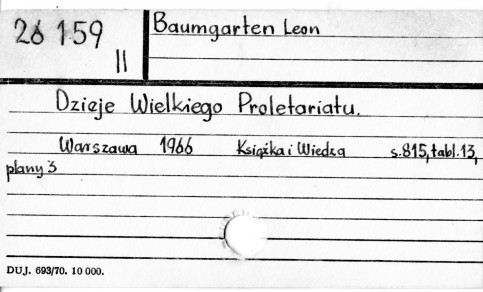 26 159
II
Baumgarten Leon
Dzieje Wielkiego Proletariatu.
Warszawa 1966 Książka i Wiedza s.815, tabl.13,
plany 3
DUJ. 693/70. 10 000.